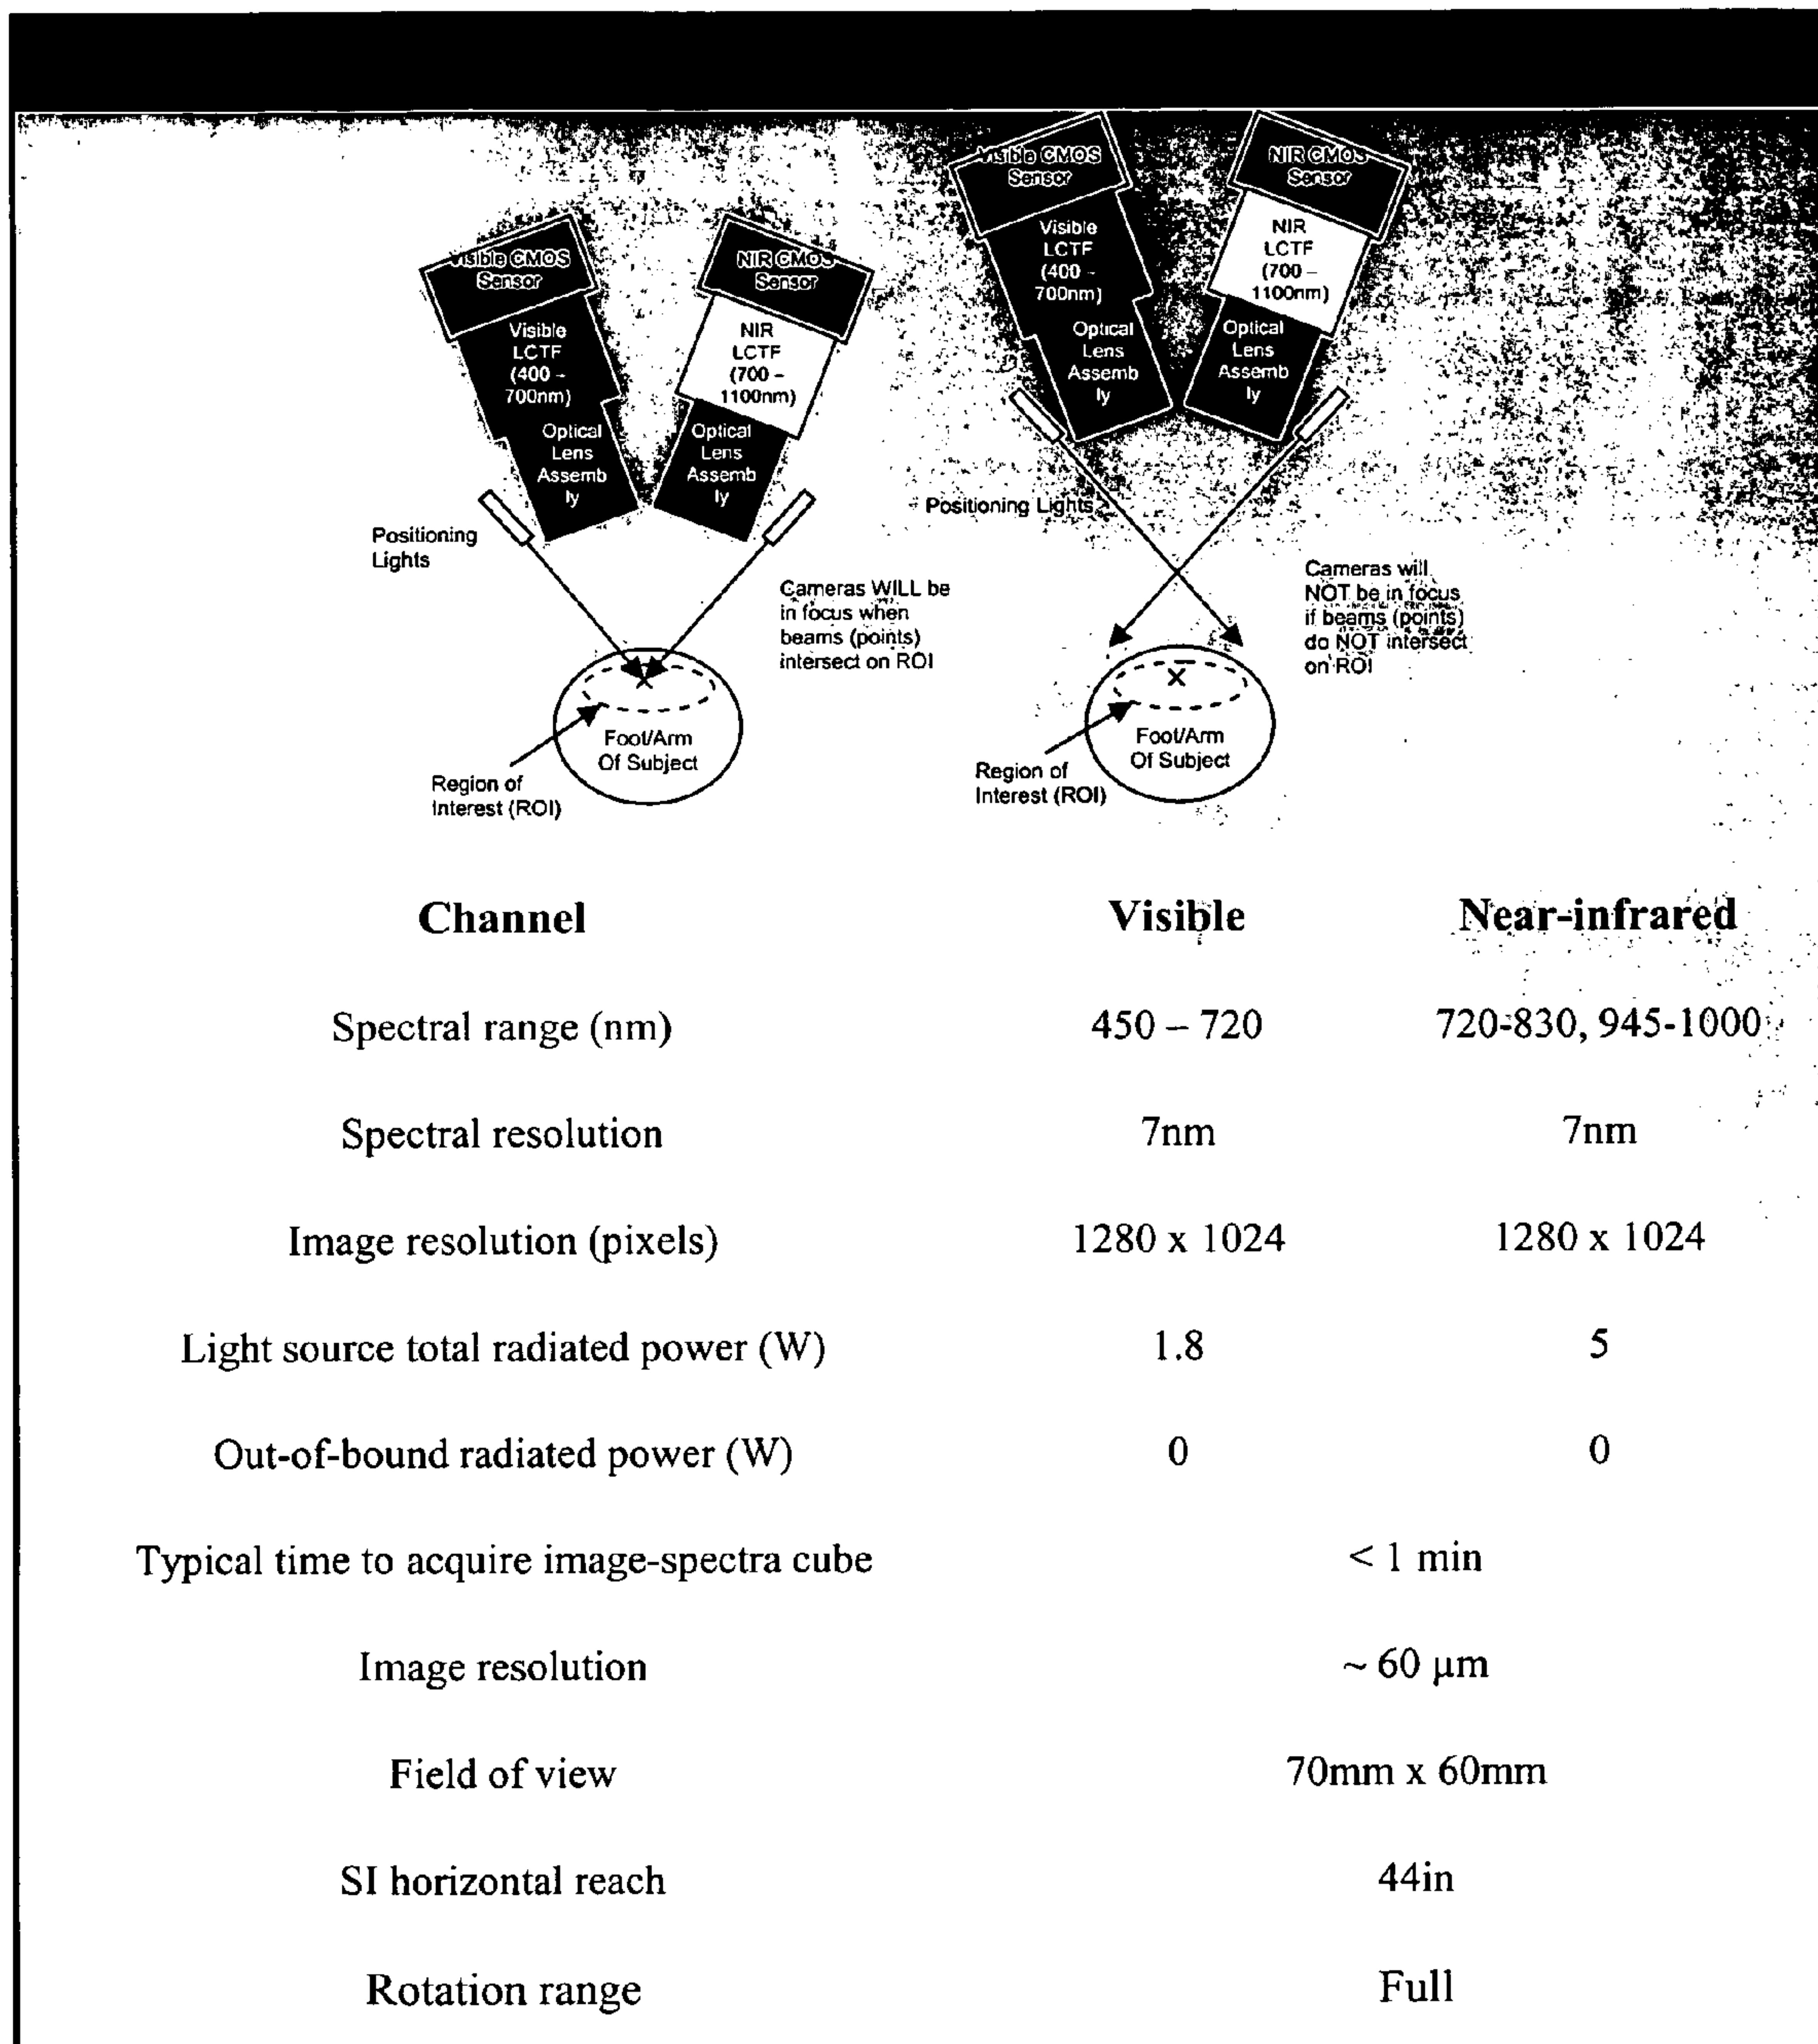 Visible CMOS
Sensor
Visible
LCTF
(400 –
700nm)
Optical
Lens
Assemb
ly
NIR CMOS
Sensor
NIR
LCTF
(700 –
1100nm)
Optical
Lens
Assemb
ly
Positioning
Lights
Cameras WILL be
in focus when
beams (points)
intersect on ROI
Foot/Arm
Of Subject
Region of
Interest (ROI)
Visible CMOS
Sensor
Visible
LCTF
(400 -
700nm)
Optical
Lens
Assemb
ly
NIR CMOS
Sensor
NIR
LCTF
(700 –
1100nm)
Optical
Lens
Assemb
ly
Positioning Lights
Cameras will
NOT be in focus
if beams (points)
do NOT intersect
on ROI
Foot/Arm
Of Subject
Region of
Interest (ROI)
Channel Visible Near-infrared
Spectral range (nm) 450 – 720 720-830, 945-1000
Spectral resolution 7nm 7nm
Image resolution (pixels) 1280 x 1024 1280 x 1024
Light source total radiated power (W) 1.8 5
Out-of-bound radiated power (W) 0 0
Typical time to acquire image-spectra cube < 1 min
Image resolution ~ 60 μm
Field of view 70mm x 60mm
SI horizontal reach 44in
Rotation range Full